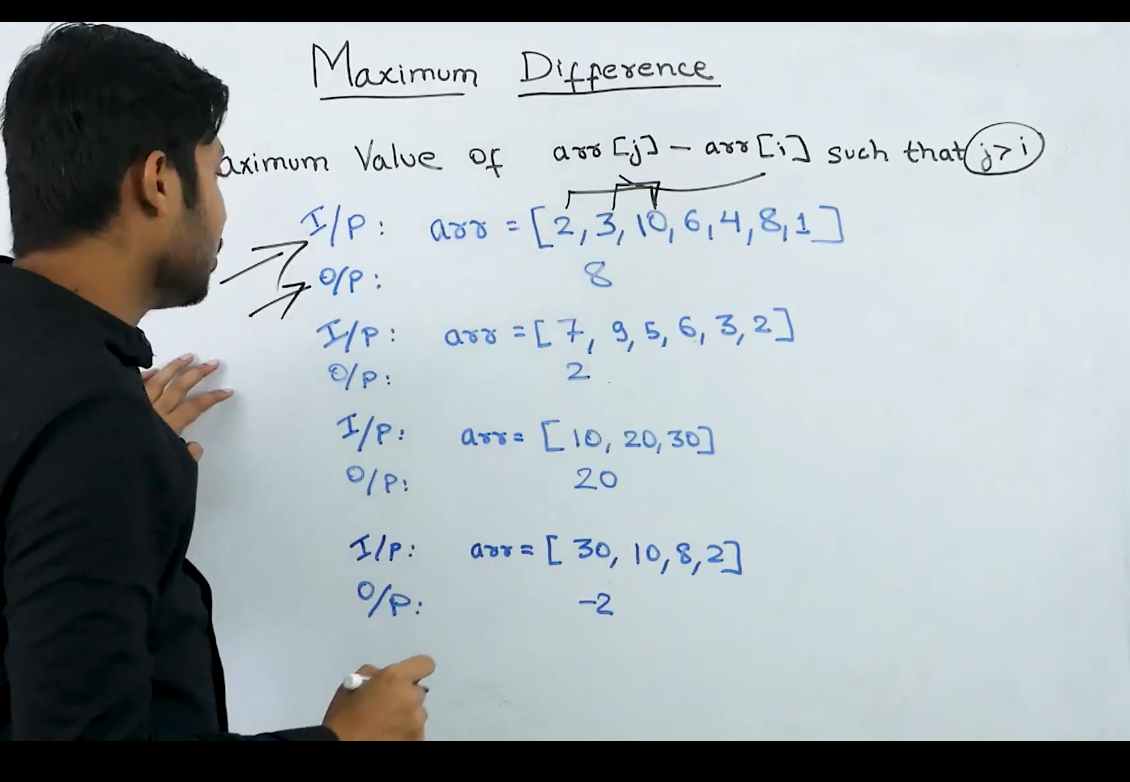 Maximum Difference
aximum Value of arr[j] - arr[i] such that j>i
I/P: arr = [2, 3, 10, 6, 4, 8, 1]
O/P: 8
I/P: arr = [7, 9, 5, 6, 3, 2]
O/P: 2
I/P: arr = [10, 20, 30]
O/P: 20
I/P: arr = [30, 10, 8, 2]
O/P: -2